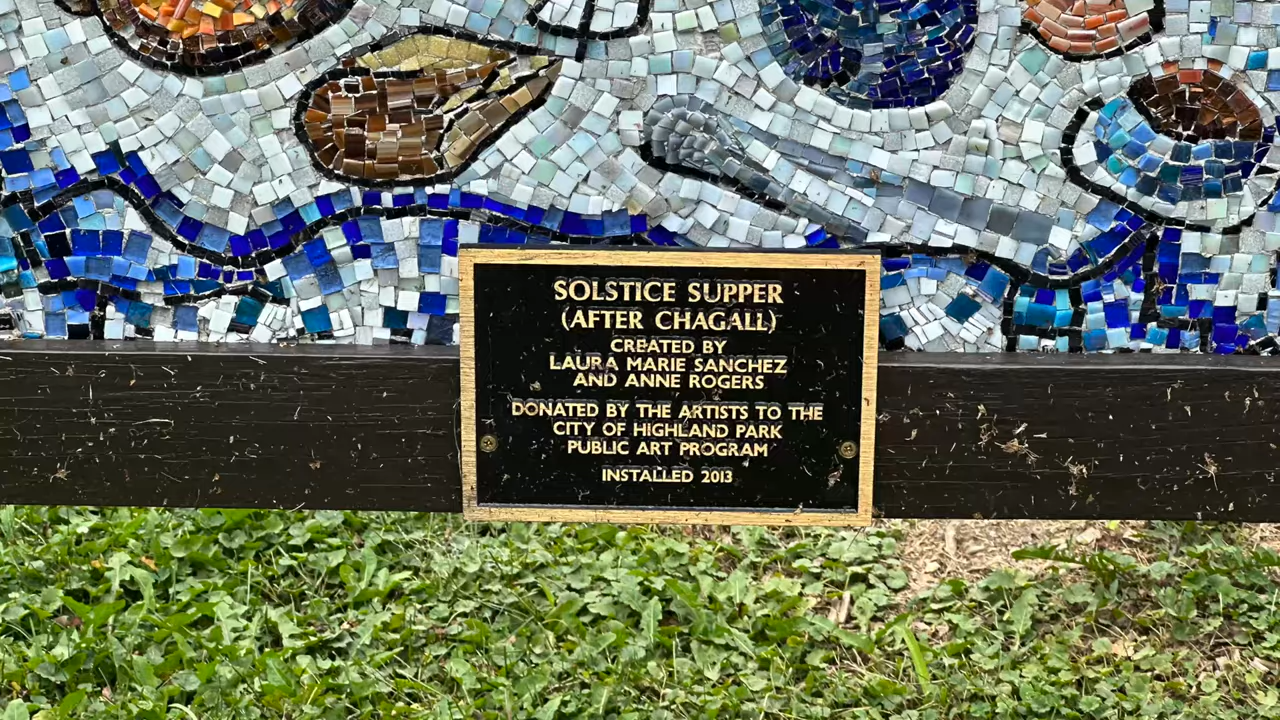 SOLSTICE SUPPER
(AFTER CHAGALL)
CREATED BY
LAURA MARIE SANCHEZ
AND ANNE ROGERS
DONATED BY THE ARTISTS TO THE
CITY OF HIGHLAND PARK
PUBLIC ART PROGRAM
INSTALLED 2013